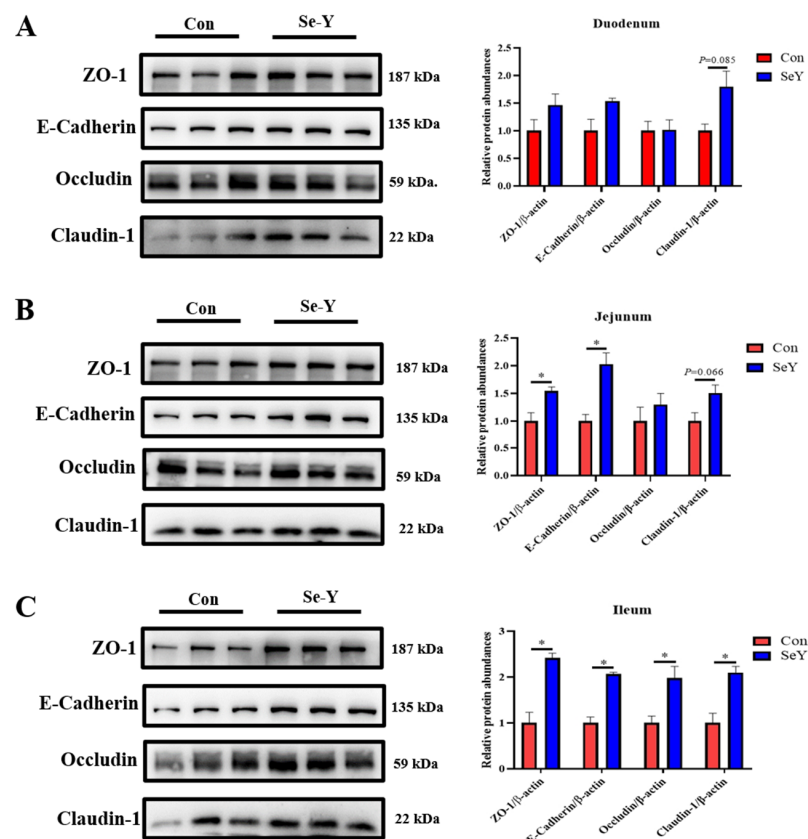 A
Con
Se-Y
ZO-1
187 kDa
E-Cadherin
135 kDa
Occludin
59 kDa.
Claudin-1
22 kDa
Duodenum
Relative protein abundances
2.5
2.0
1.5
1.0
0.5
0.0
P=0.085
ZO-1/β-actin
E-Cadherin/β-actin
Occludin/β-actin
Claudin-1/β-actin
Con
SeY
B
Con
Se-Y
ZO-1
187 kDa
E-Cadherin
135 kDa
Occludin
59 kDa
Claudin-1
22 kDa
Jejunum
Relative protein abundances
2.5
2.0
1.5
1.0
0.5
0.0
*
*
P=0.066
ZO-1/β-actin
E-Cadherin/β-actin
Occludin/β-actin
Claudin-1/β-actin
Con
SeY
C
Con
Se-Y
ZO-1
187 kDa
E-Cadherin
135 kDa
Occludin
59 kDa
Claudin-1
22 kDa
Ileum
Relative protein abundances
3
2
1
0
*
*
*
*
ZO-1/β-actin
E-Cadherin/β-actin
Occludin/β-actin
Claudin-1/β-actin
Con
SeY